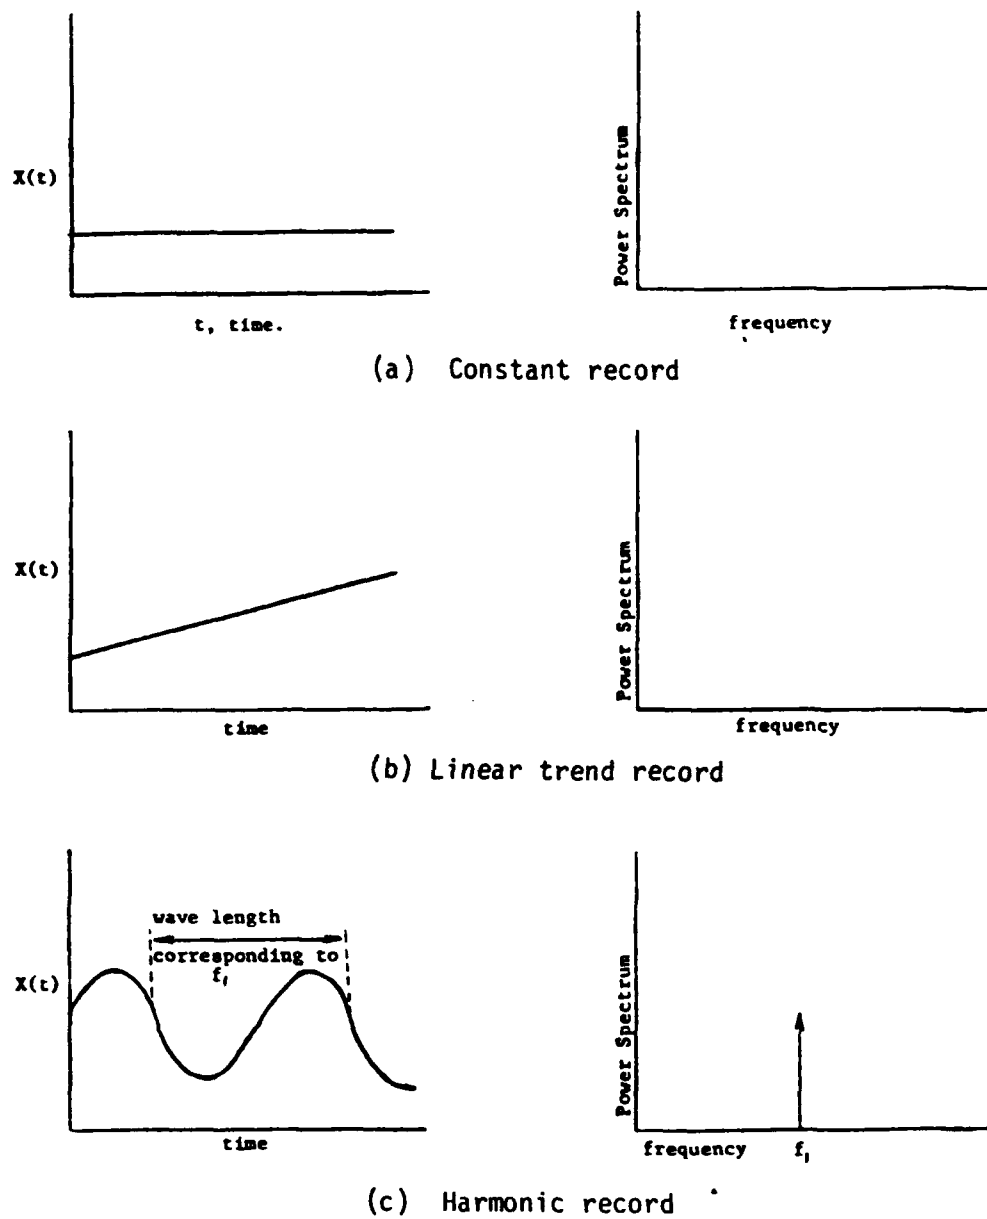 X(t)
Power Spectrum
t, time.
frequency
(a) Constant record
X(t)
Power Spectrum
time
frequency
(b) Linear trend record
wave length
corresponding to
f₁
X(t)
Power Spectrum
time
frequency
f₁
(c) Harmonic record